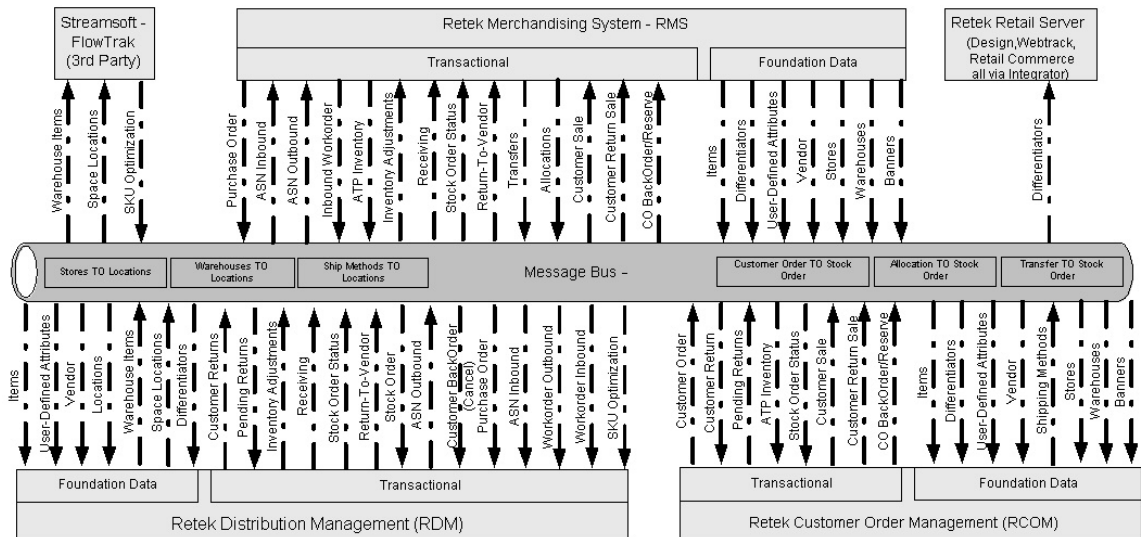 Streamsoft -
FlowTrak
(3rd Party)
Retek Merchandising System - RMS
Transactional
Foundation Data
Retek Retail Server
(Design,Webtrack,
Retail Commerce
all via Integrator)
Warehouse Items
Space Locations
SKU Optimization
Purchase Order
ASN Inbound
ASN Outbound
Inbound Workorder
ATP Inventory
Inventory Adjustments
Receiving
Stock Order Status
Return-To-Vendor
Transfers
Allocations
Customer Sale
Customer Return Sale
CO BackOrder/Reserve
Items
Differentiators
User-Defined Attributes
Vendor
Stores
Warehouses
Banners
Differentiators
Stores TO Locations
Warehouses TO
Locations
Ship Methods TO
Locations
Message Bus -
Customer Order TO Stock
Order
Allocation TO Stock
Order
Transfer TO Stock
Order
Items
User-Defined Attributes
Vendor
Locations
Warehouse Items
Space Locations
Differentiators
Customer Returns
Pending Returns
Inventory Adjustments
Receiving
Stock Order Status
Return-To-Vendor
Stock Order
ASN Outbound
Customer BackOrder
(Cancel)
Purchase Order
ASN Inbound
Workorder Outbound
Workorder Inbound
SKU Optimization
Customer Order
Customer Return
Pending Returns
ATP Inventory
Stock Order Status
Customer Sale
Customer Return Sale
CO BackOrder/Reserve
Items
Differentiators
User-Defined Attributes
Vendor
Shipping Methods
Stores
Warehouses
Banners
Foundation Data
Transactional
Retek Distribution Management (RDM)
Transactional
Foundation Data
Retek Customer Order Management (RCOM)